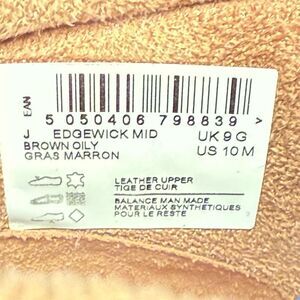 EAN
5 050406 798839 >
J EDGEWICK MID UK 9 G
BROWN OILY US 10 M
GRAS MARRON
LEATHER UPPER
TIGE DE CUIR
BALANCE MAN MADE
MATERIAUX SYNTHETIQUES
POUR LE RESTE